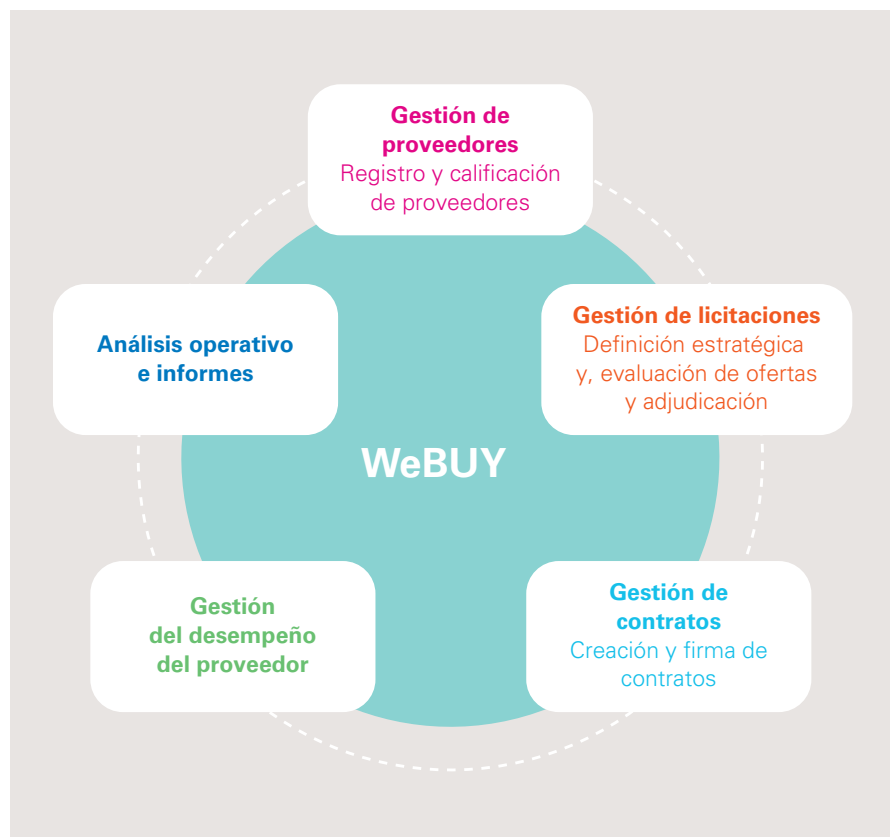 Gestión de
proveedores
Registro y calificación
de proveedores
Gestión de licitaciones
Definición estratégica
y, evaluación de ofertas
y adjudicación
Gestión de
contratos
Creación y firma de
contratos
Gestión
del desempeño
del proveedor
Análisis operativo
e informes
WeBUY